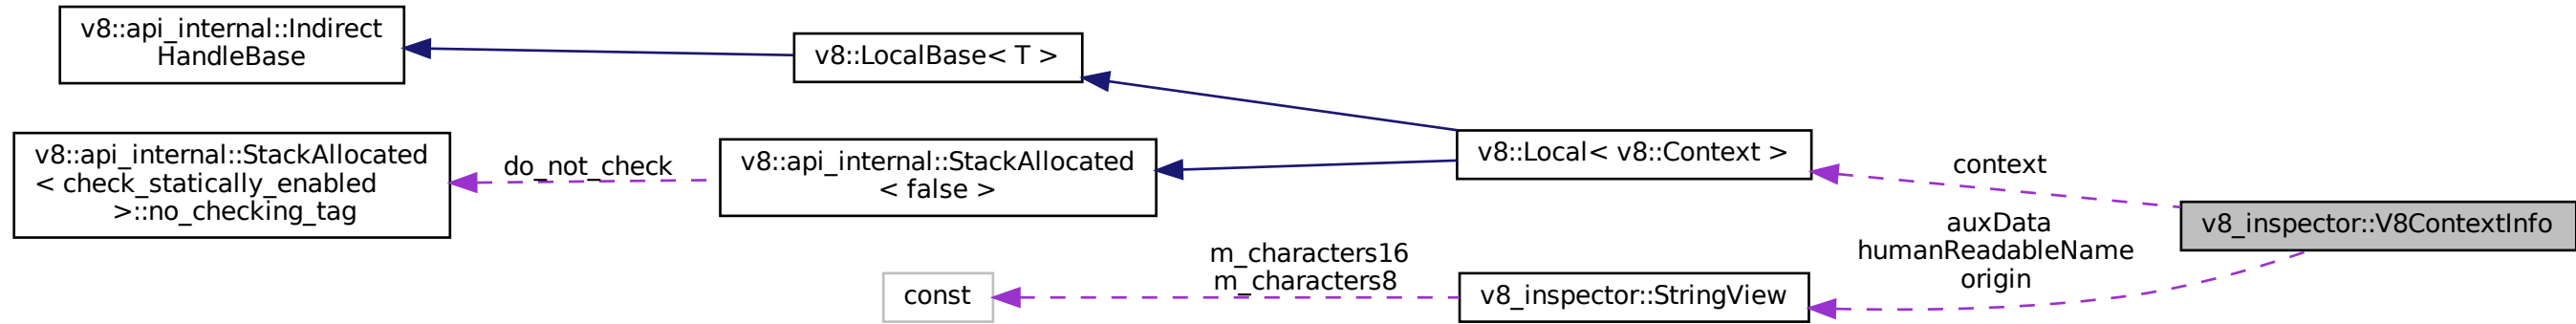 v8::api_internal::Indirect
HandleBase
v8::LocalBase< T >
v8::api_internal::StackAllocated
< check_statically_enabled
>::no_checking_tag
do_not_check
v8::api_internal::StackAllocated
< false >
v8::Local< v8::Context >
context
v8_inspector::V8ContextInfo
auxData
humanReadableName
origin
m_characters16
m_characters8
const
v8_inspector::StringView